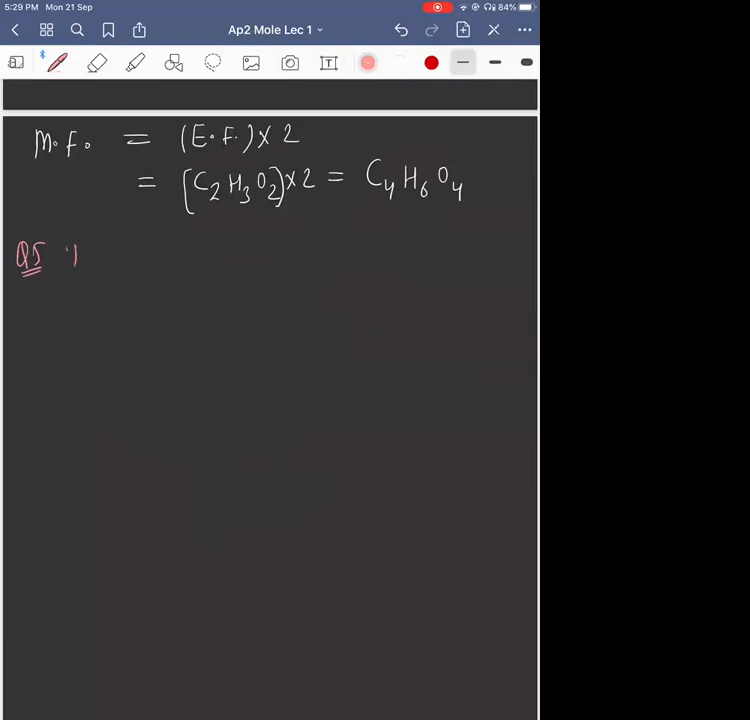 5:29 PM Mon 21 Sep 84%
Ap2 Mole Lec 1
M.F. = (E.F.) × 2
= [C₂H₃O₂] × 2 = C₄H₆O₄
Q5